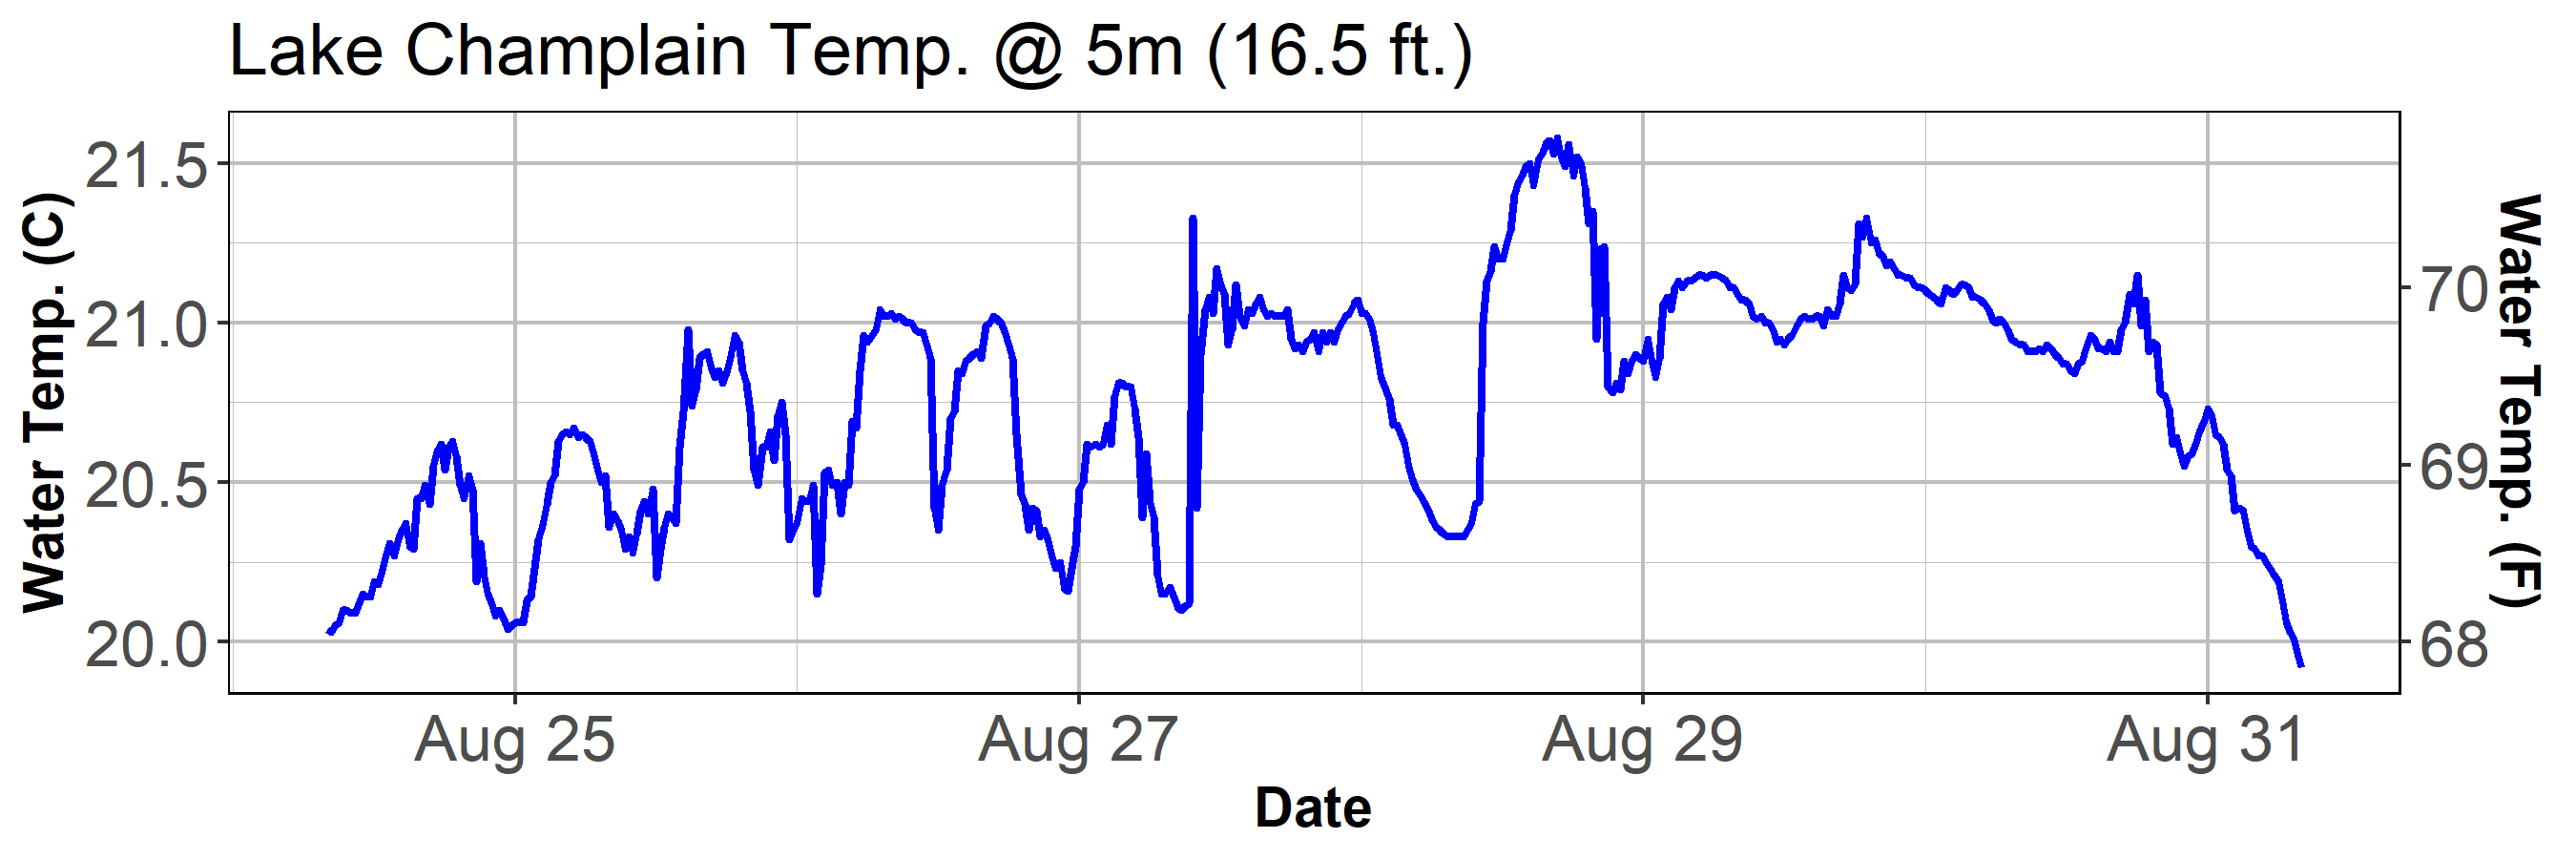 Lake Champlain Temp. @ 5m (16.5 ft.)
Water Temp. (C)
21.5
21.0
20.5
20.0
70
69
68
Water Temp. (F)
Aug 25 Aug 27 Aug 29 Aug 31
Date